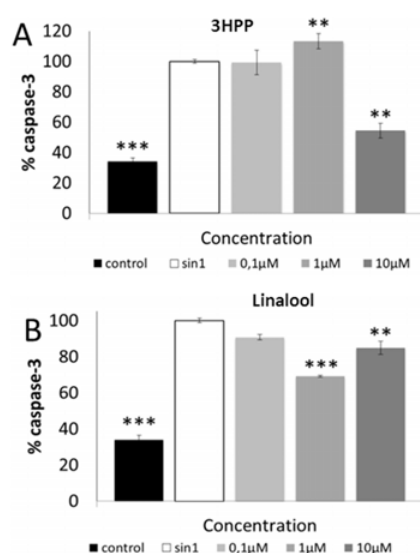 A
3HPP
% caspase-3
120
100
80
60
40
20
0
***
**
**
Concentration
control sin1 0,1µM 1µM 10µM
B
Linalool
% caspase-3
100
80
60
40
20
0
***
***
**
Concentration
control sin1 0,1µM 1µM 10µM